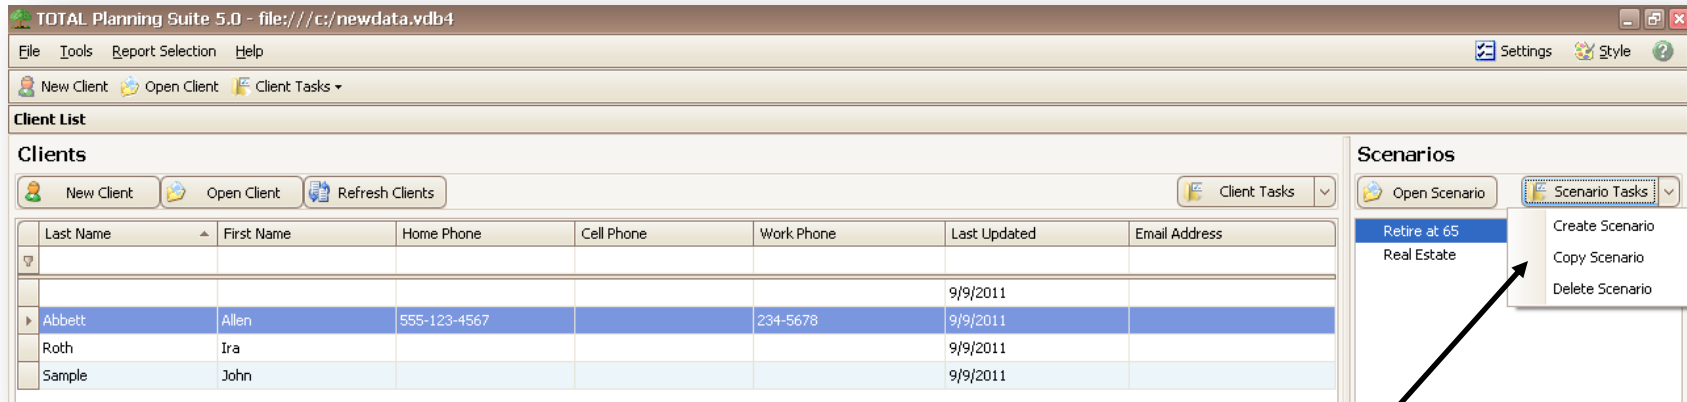 TOTAL Planning Suite 5.0 - file:///c:/newdata.vdb4
File Tools Report Selection Help Settings Style ?
New Client Open Client Client Tasks
Client List
Clients
New Client Open Client Refresh Clients Client Tasks
Last Name First Name Home Phone Cell Phone Work Phone Last Updated Email Address
9/9/2011
Abbett Allen 555-123-4567 234-5678 9/9/2011
Roth Ira 9/9/2011
Sample John 9/9/2011
Scenarios
Open Scenario Scenario Tasks
Retire at 65
Real Estate
Create Scenario
Copy Scenario
Delete Scenario